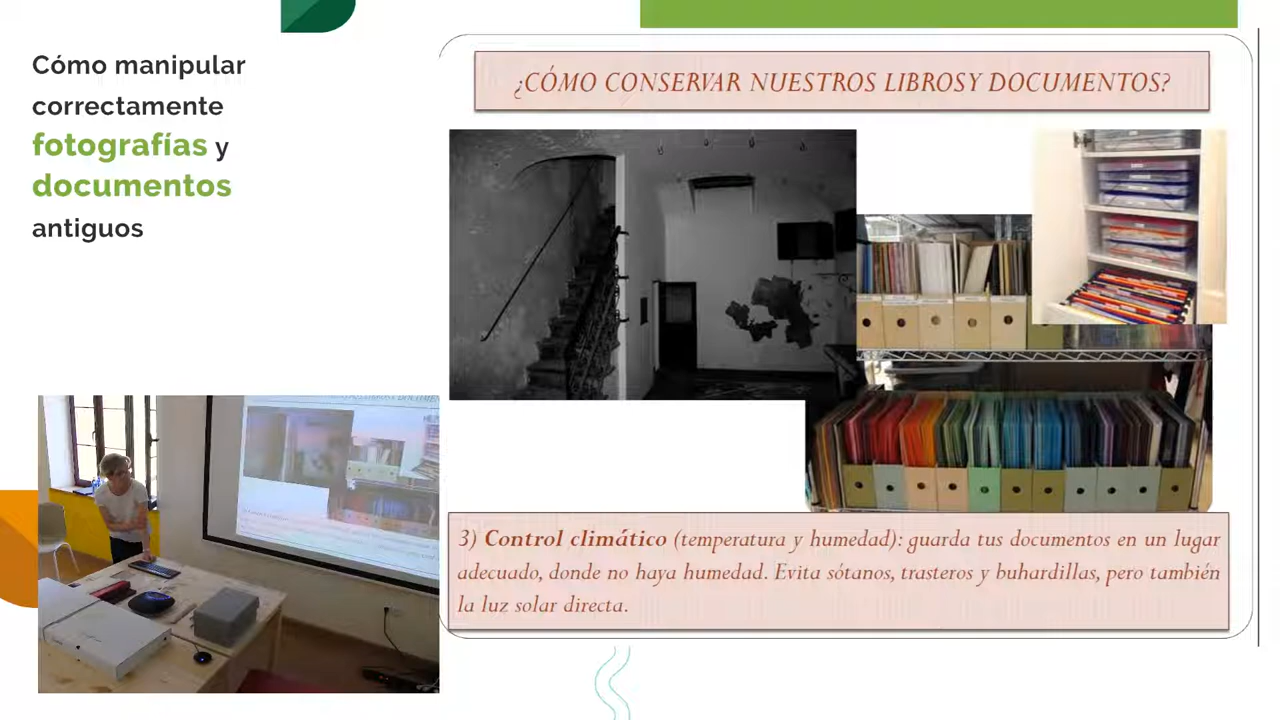 Cómo manipular
correctamente
fotografías y
documentos
antiguos
¿CÓMO CONSERVAR NUESTROS LIBROSY DOCUMENTOS?
3) Control climático (temperatura y humedad): guarda tus documentos en un lugar
adecuado, donde no haya humedad. Evita sótanos, trasteros y buhardillas, pero también
la luz solar directa.